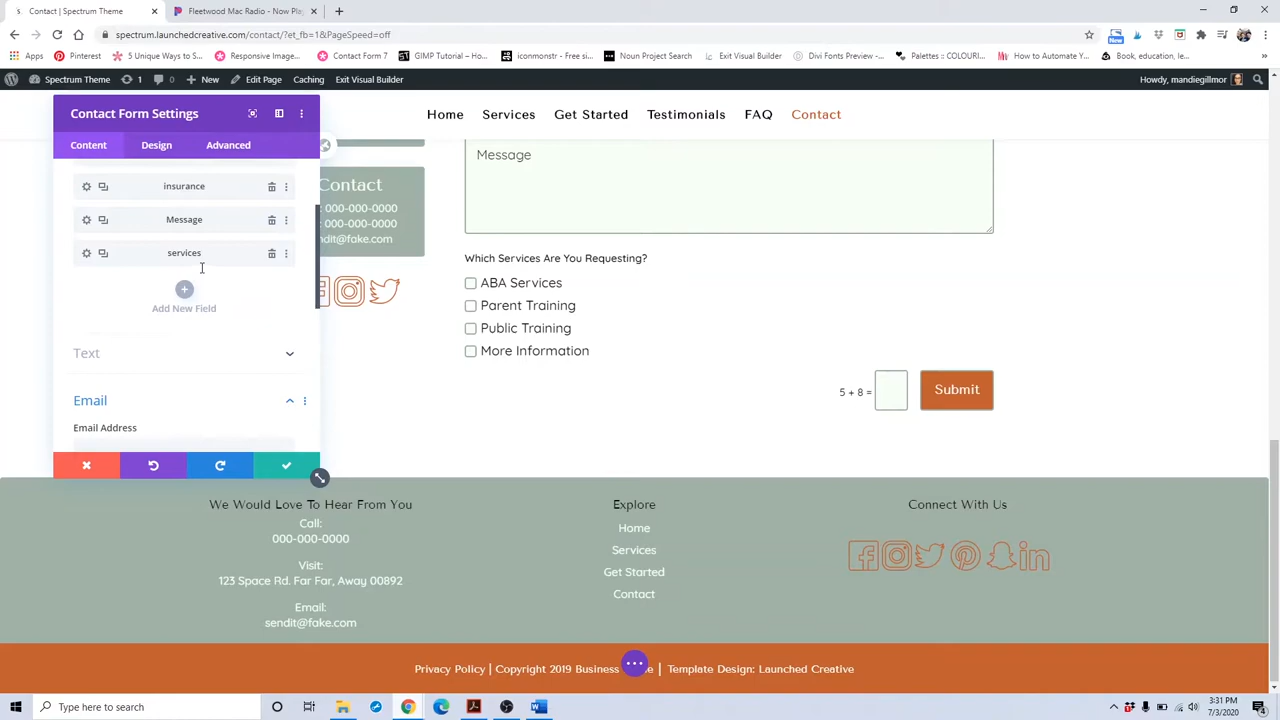 Contact | Spectrum Theme
Fleetwood Mac Radio - Now Play
spectrum.launchedcreative.com/contact/?et_fb=1&PageSpeed=off
Apps
Pinterest
5 Unique Ways to S...
Responsive Image...
Contact Form 7
GIMP Tutorial – Ho...
iconmonstr - Free si...
Noun Project Search
Exit Visual Builder
Divi Fonts Preview -...
Palettes :: COLOURI...
How to Automate Y...
Book, education, le...
Spectrum Theme
1
0
New
Edit Page
Caching
Exit Visual Builder
Howdy, mandiegillmor
Home
Services
Get Started
Testimonials
FAQ
Contact
Contact Form Settings
Content
Design
Advanced
insurance
Message
services
Add New Field
Text
Email
Email Address
Contact
: 000-000-0000
: 000-000-0000
ndit@fake.com
Message
Which Services Are You Requesting?
ABA Services
Parent Training
Public Training
More Information
5 + 8 =
Submit
We Would Love To Hear From You
Call:
000-000-0000
Visit:
123 Space Rd. Far Far, Away 00892
Email:
sendit@fake.com
Explore
Home
Services
Get Started
Contact
Connect With Us
Privacy Policy | Copyright 2019 Business | Template Design: Launched Creative
Type here to search
3:31 PM
7/3/2020